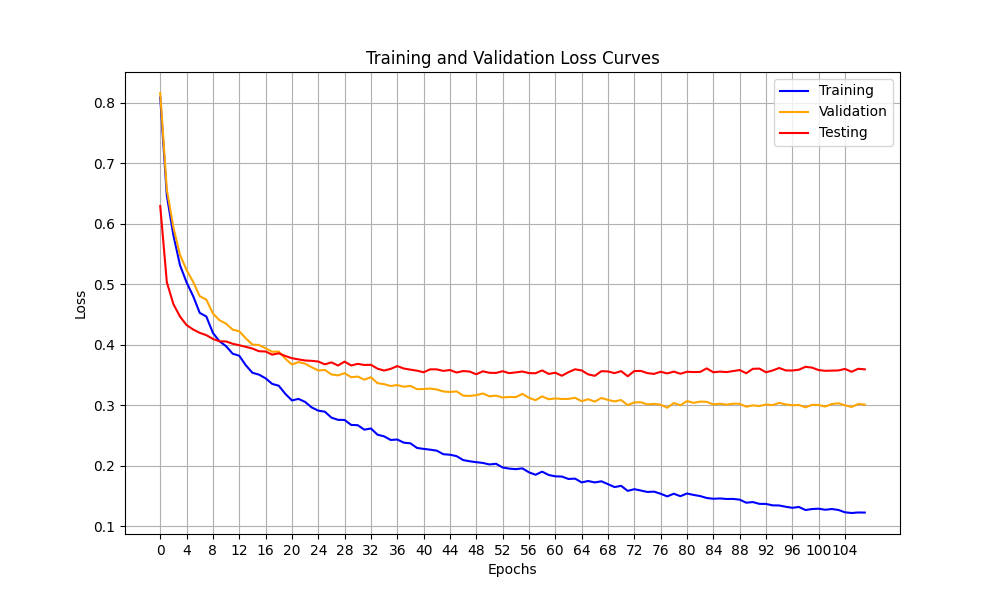 Training and Validation Loss Curves
Training
Validation
Testing
Loss
0.8
0.7
0.6
0.5
0.4
0.3
0.2
0.1
0 4 8 12 16 20 24 28 32 36 40 44 48 52 56 60 64 68 72 76 80 84 88 92 96 100 104
Epochs